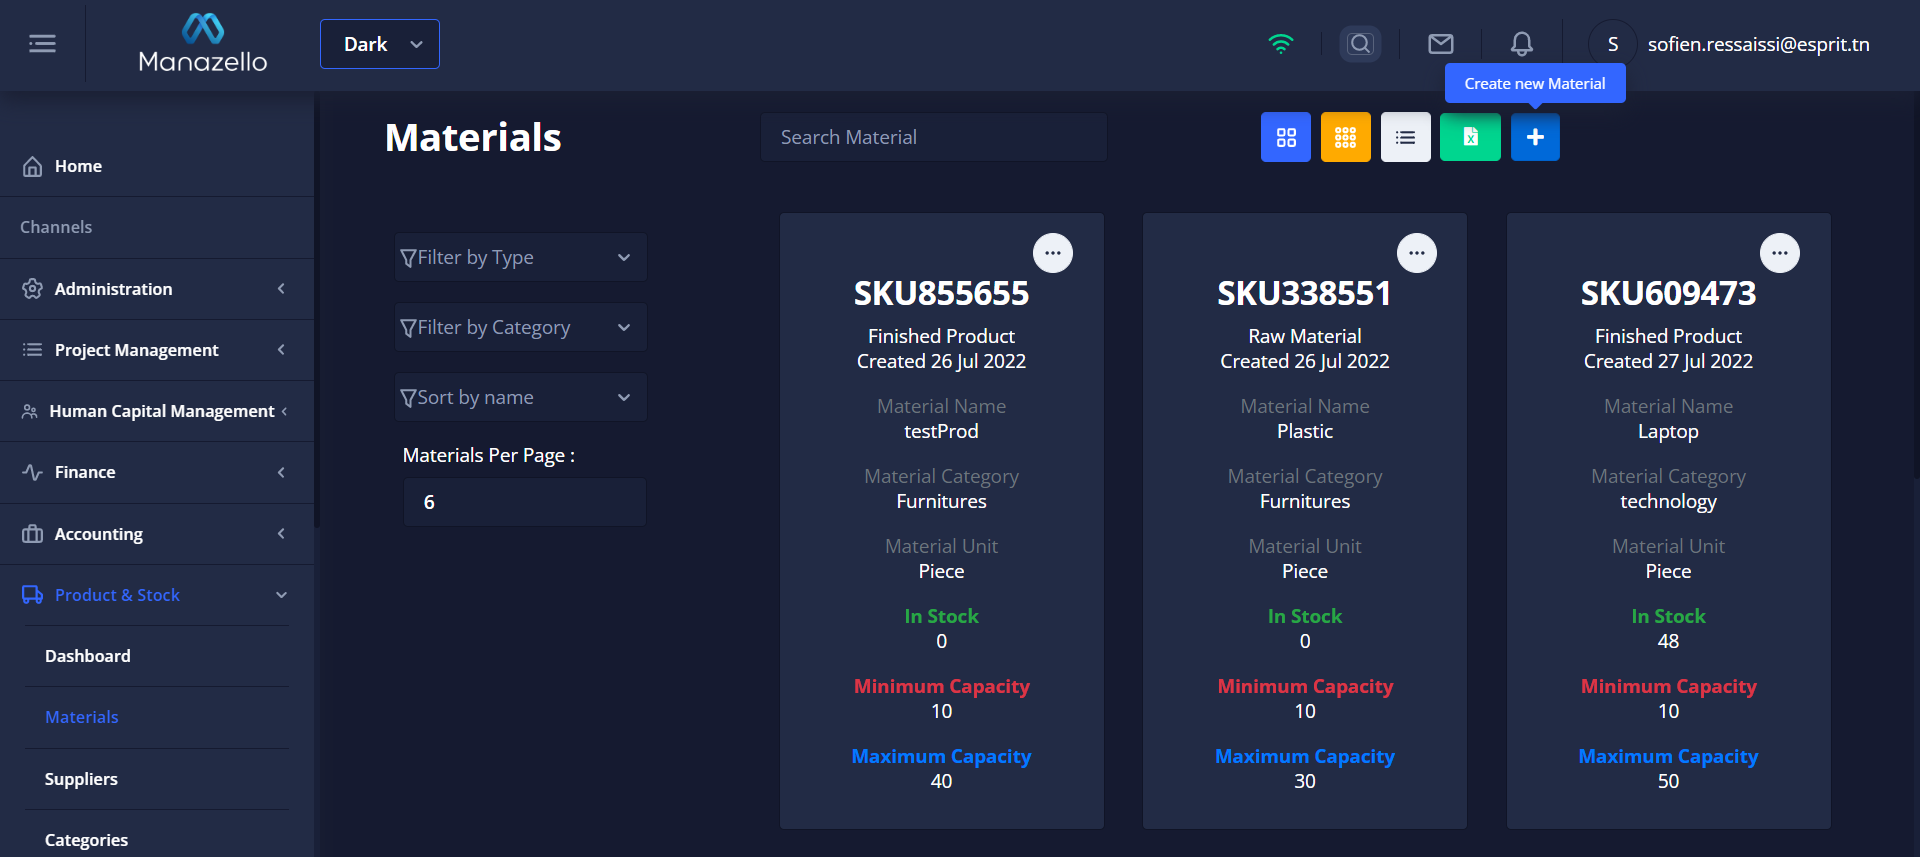 Manazello
Dark
S
sofien.ressaissi@esprit.tn
Create new Material
Home
Channels
Administration
Project Management
Human Capital Management
Finance
Accounting
Product & Stock
Dashboard
Materials
Suppliers
Categories
Materials
Search Material
Filter by Type
Filter by Category
Sort by name
Materials Per Page :
6
SKU855655
Finished Product
Created 26 Jul 2022
Material Name
testProd
Material Category
Furnitures
Material Unit
Piece
In Stock
0
Minimum Capacity
10
Maximum Capacity
40
SKU338551
Raw Material
Created 26 Jul 2022
Material Name
Plastic
Material Category
Furnitures
Material Unit
Piece
In Stock
0
Minimum Capacity
10
Maximum Capacity
30
SKU609473
Finished Product
Created 27 Jul 2022
Material Name
Laptop
Material Category
technology
Material Unit
Piece
In Stock
48
Minimum Capacity
10
Maximum Capacity
50